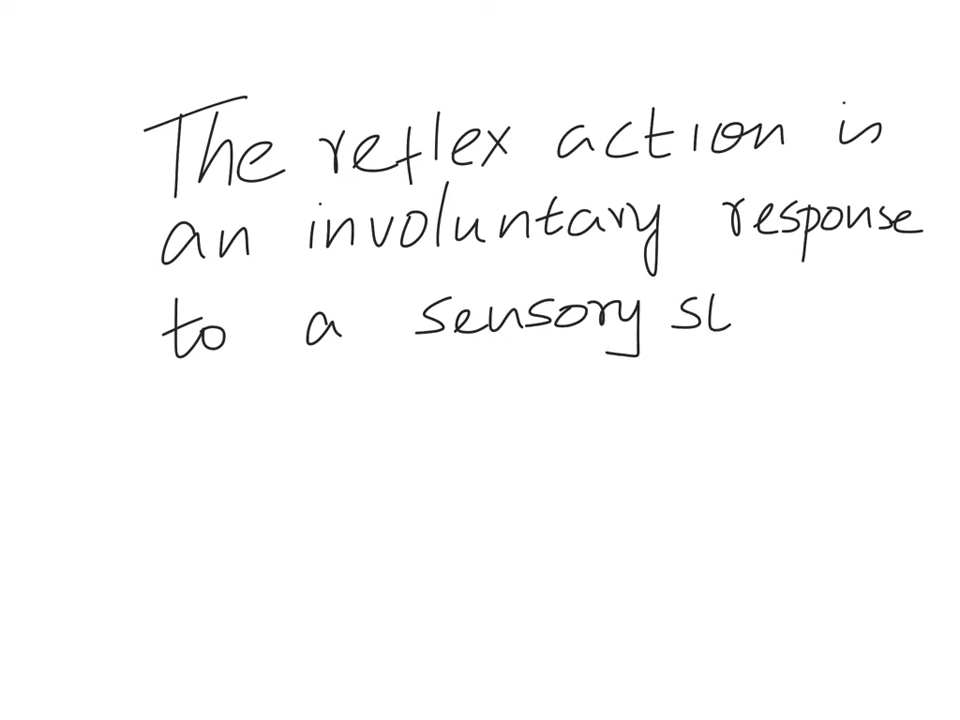 The reflex action is
an involuntary response
to a sensory